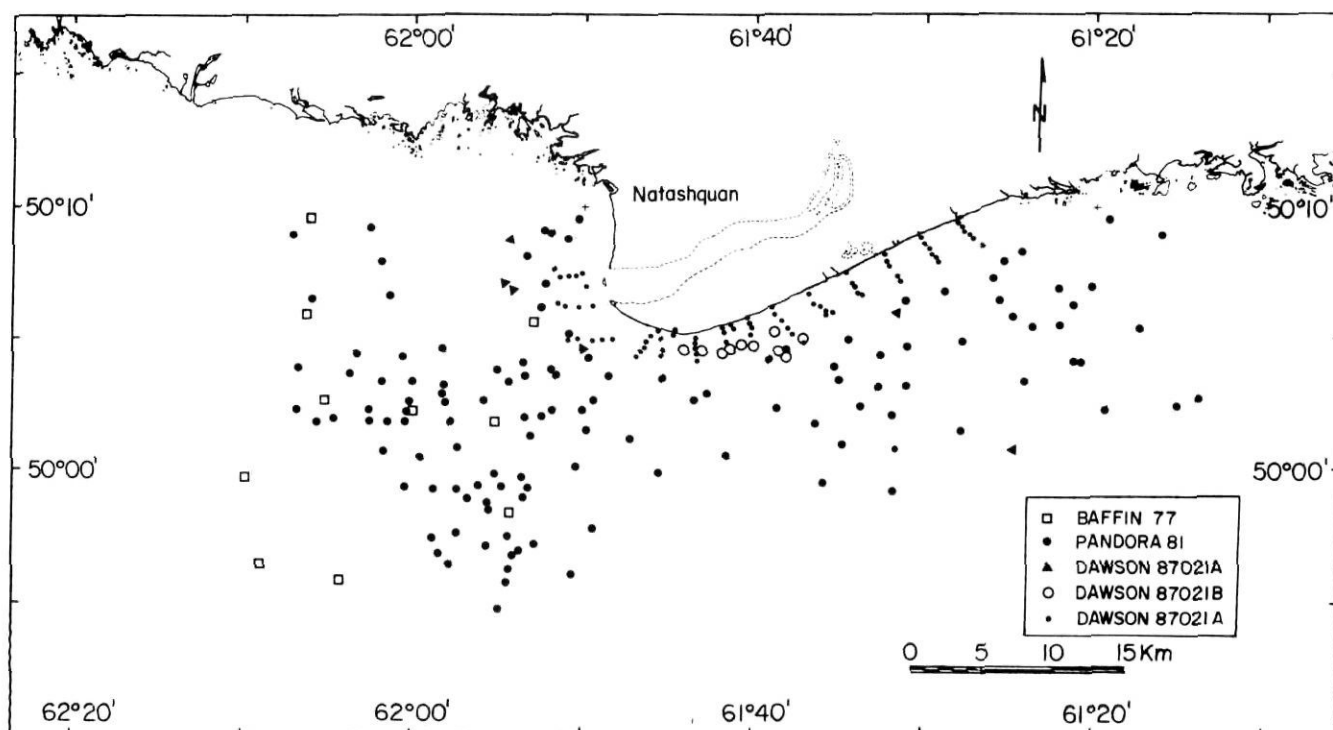 62°00' 61°40' 61°20'
N
Natashquan
50°10' 50°10'
50°00' 50°00'
BAFFIN 77
PANDORA 81
DAWSON 87021A
DAWSON 87021B
DAWSON 87021A
0 5 10 15 Km
62°20' 62°00' 61°40' 61°20'